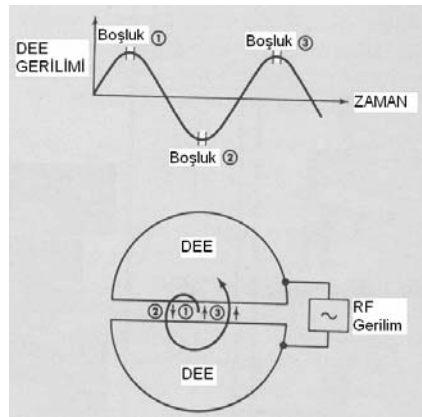 Boşluk ① Boşluk ③
DEE
GERİLİMİ
ZAMAN
Boşluk ②
DEE
② ① ③
RF
Gerilim
DEE